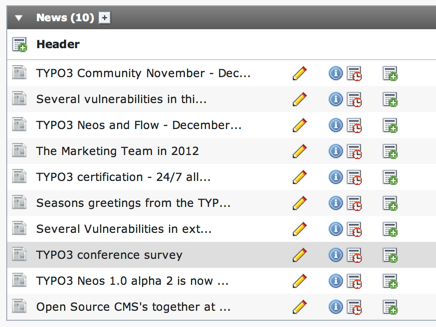 News (10)
Header
TYPO3 Community November - Dec...
Several vulnerabilities in thi...
TYPO3 Neos and Flow - December...
The Marketing Team in 2012
TYPO3 certification - 24/7 all...
Seasons greetings from the TYP...
Several Vulnerabilities in ext...
TYPO3 conference survey
TYPO3 Neos 1.0 alpha 2 is now ...
Open Source CMS's together at ...